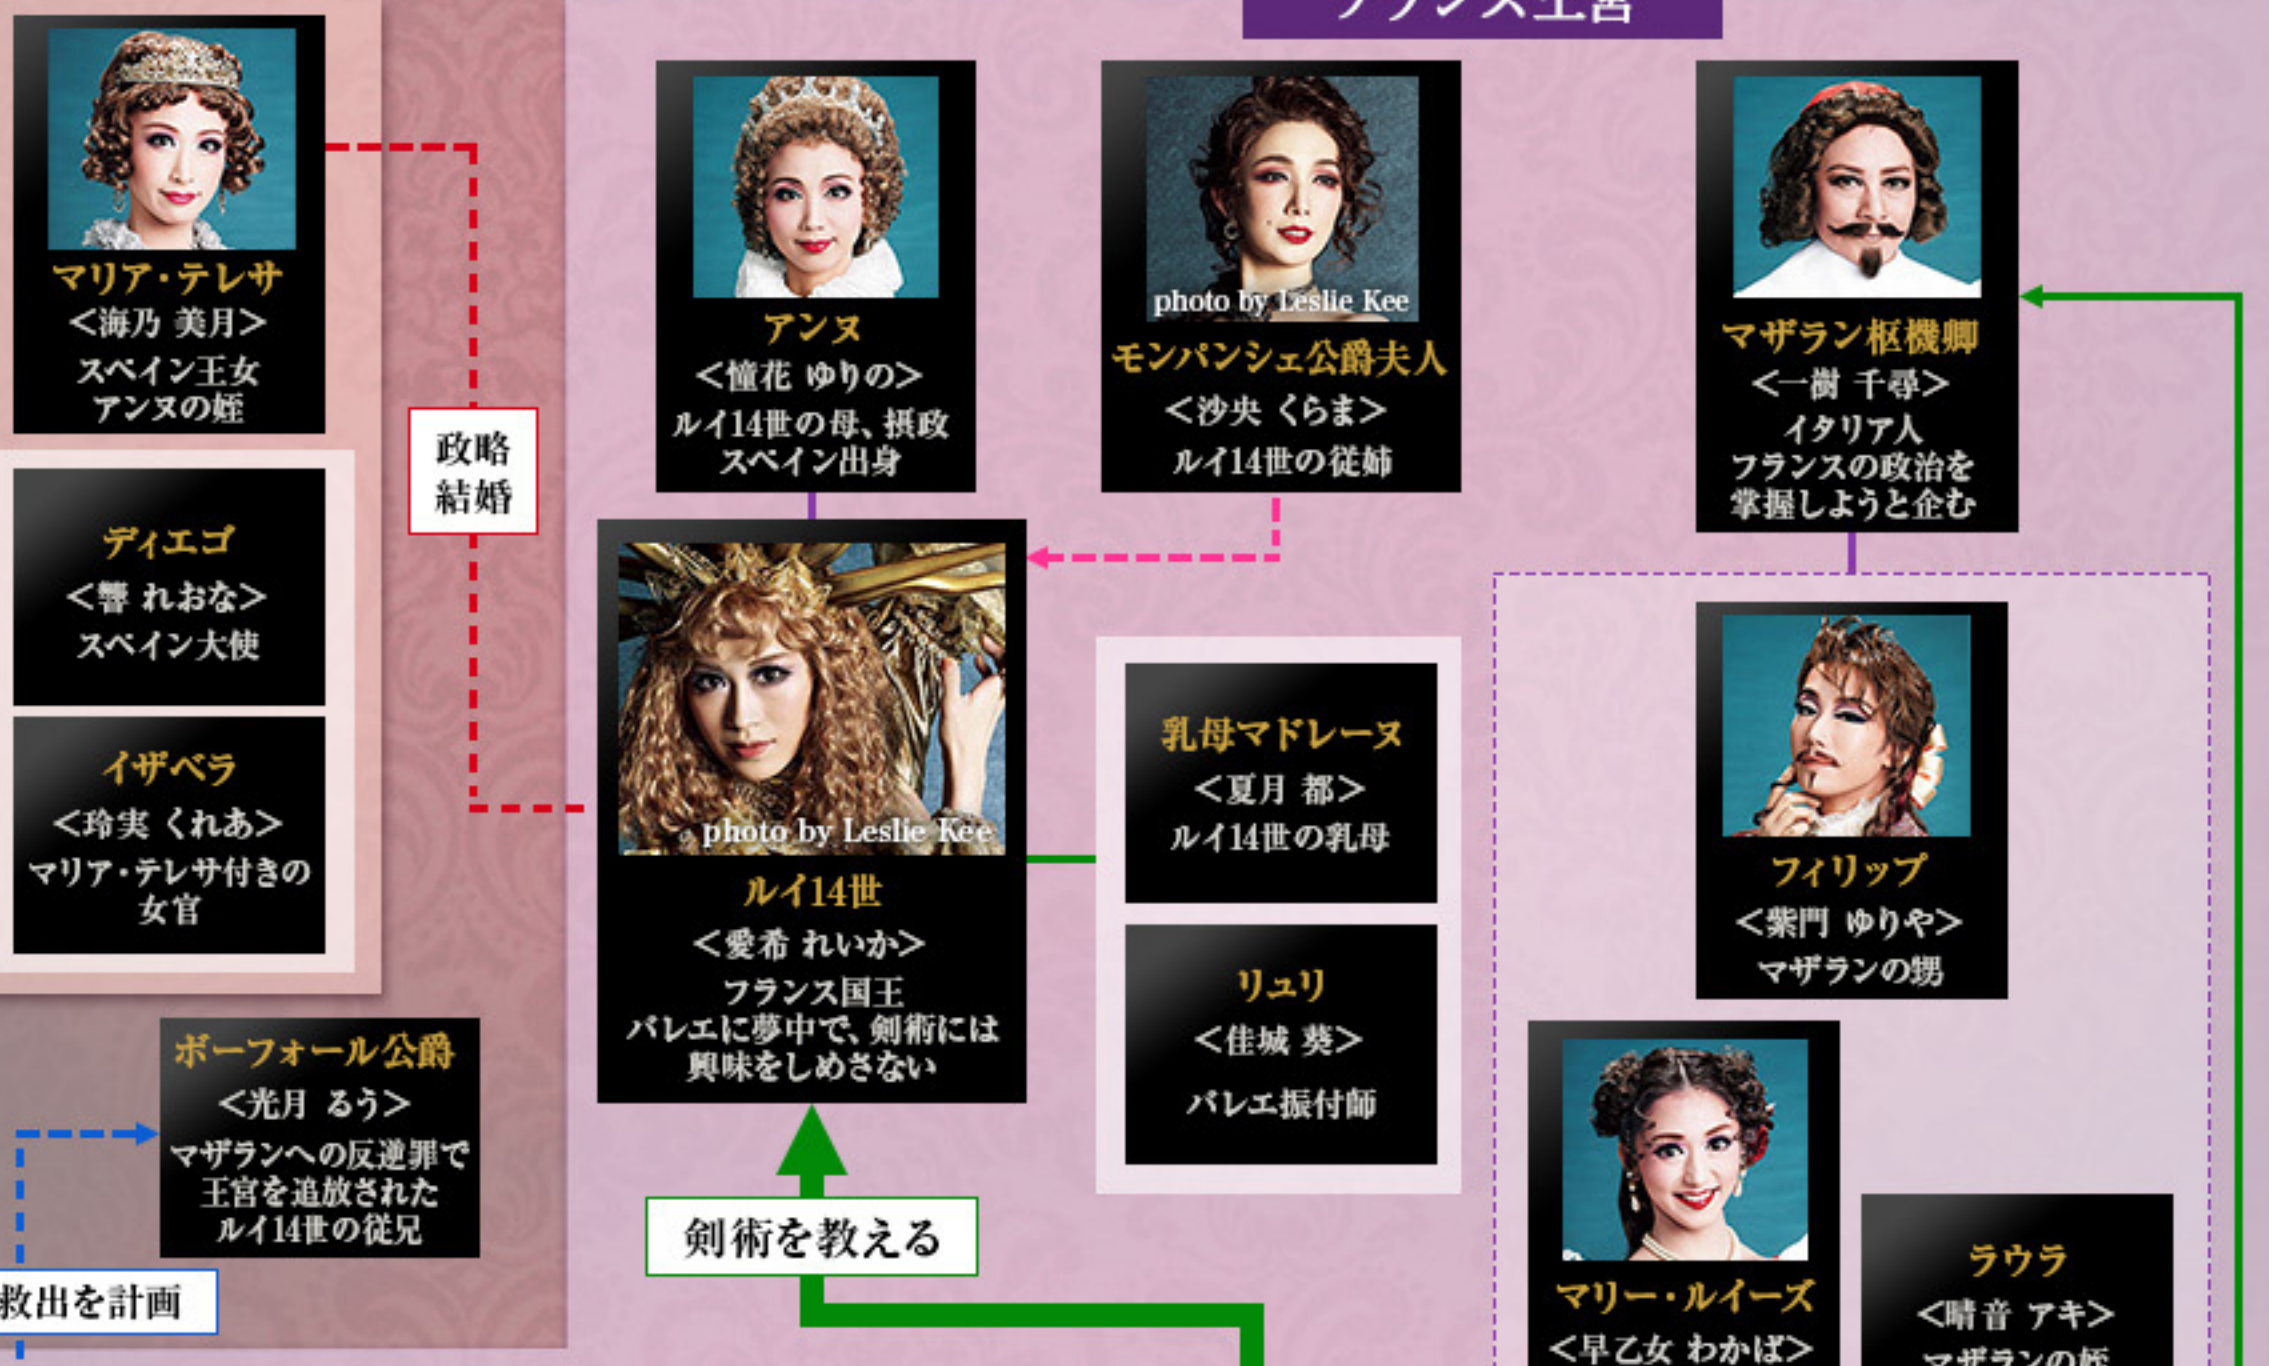 フランス王宮
マリア・テレサ
＜海乃 美月＞
スペイン王女
アンヌの姪
政略
結婚
ディエゴ
＜響 れおな＞
スペイン大使
イザベラ
＜玲実 くれあ＞
マリア・テレサ付きの
女官
アンヌ
＜憧花 ゆりの＞
ルイ14世の母、摂政
スペイン出身
photo by Leslie Kee
モンパンシェ公爵夫人
＜沙央 くらま＞
ルイ14世の従姉
マザラン枢機卿
＜一樹 千尋＞
イタリア人
フランスの政治を
掌握しようと企む
photo by Leslie Kee
ルイ14世
＜愛希 れいか＞
フランス国王
バレエに夢中で、剣術には
興味をしめさない
乳母マドレーヌ
＜夏月 都＞
ルイ14世の乳母
リュリ
＜佳城 葵＞
バレエ振付師
フィリップ
＜紫門 ゆりや＞
マザランの甥
ボーフォール公爵
＜光月 るう＞
マザランへの反逆罪で
王宮を追放された
ルイ14世の従兄
救出を計画
剣術を教える
マリー・ルイーズ
＜早乙女 わかば＞
ラウラ
＜晴音 アキ＞
マザランの姪